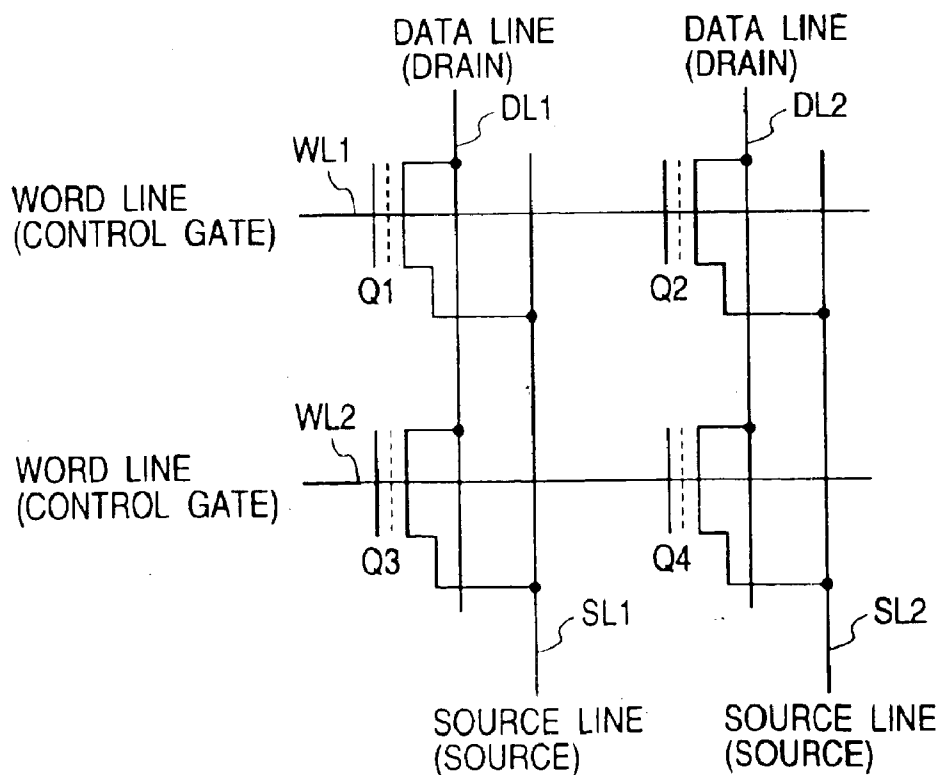 DATA LINE
(DRAIN)
DATA LINE
(DRAIN)
DL1
DL2
WL1
WORD LINE
(CONTROL GATE)
Q1
Q2
WL2
WORD LINE
(CONTROL GATE)
Q3
Q4
SL1
SL2
SOURCE LINE
(SOURCE)
SOURCE LINE
(SOURCE)